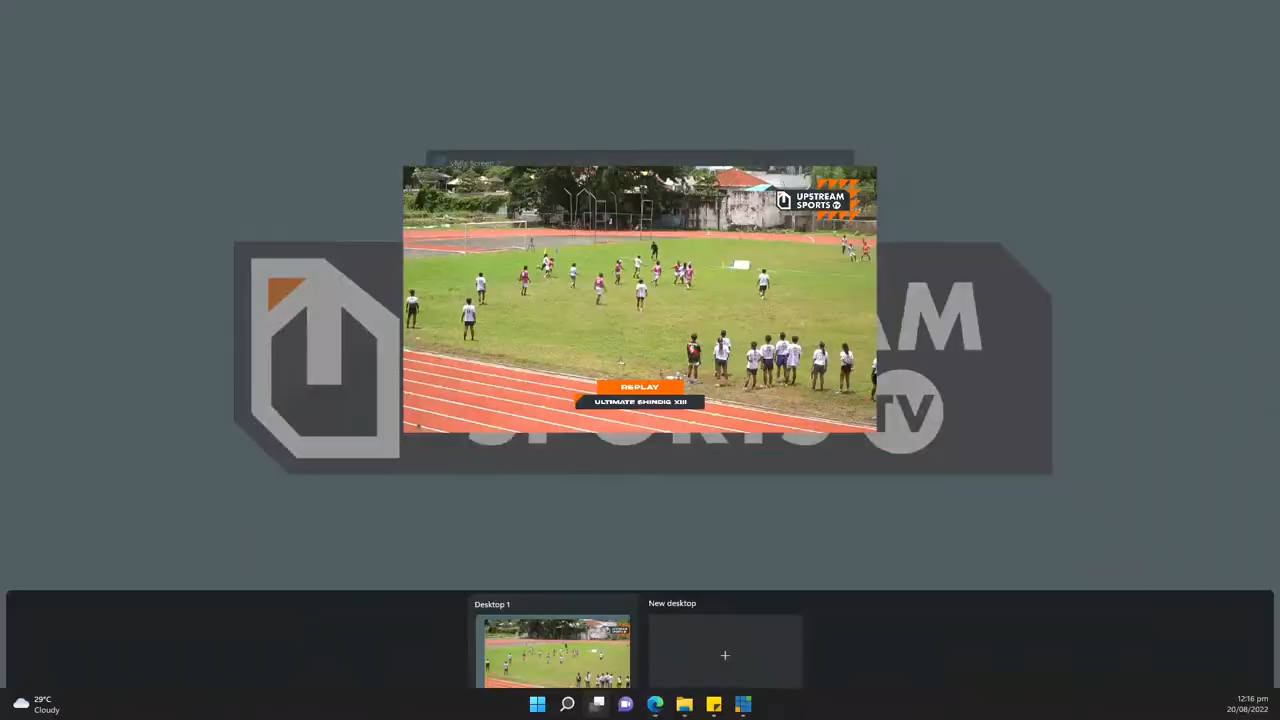 UPSTREAM
SPORTS TV
AM
TV
REPLAY
ULTIMATE SHINDIG XIII
Desktop 1
New desktop
29°C
Cloudy
12:16 pm
20/08/2022